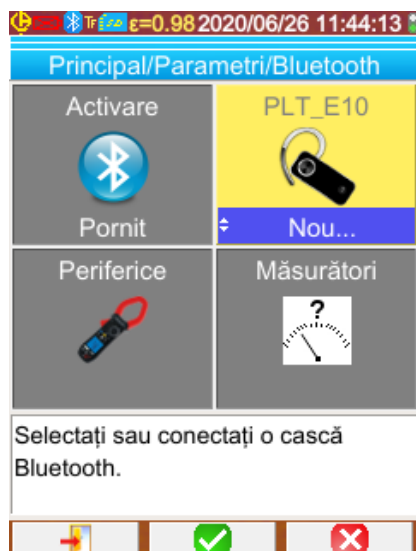 Tf ε=0.98 2020/06/26 11:44:13
Principal/Parametri/Bluetooth
Activare
PLT_E10
Pornit
Nou...
Periferice
Măsurători
?
Selectați sau conectați o cască
Bluetooth.